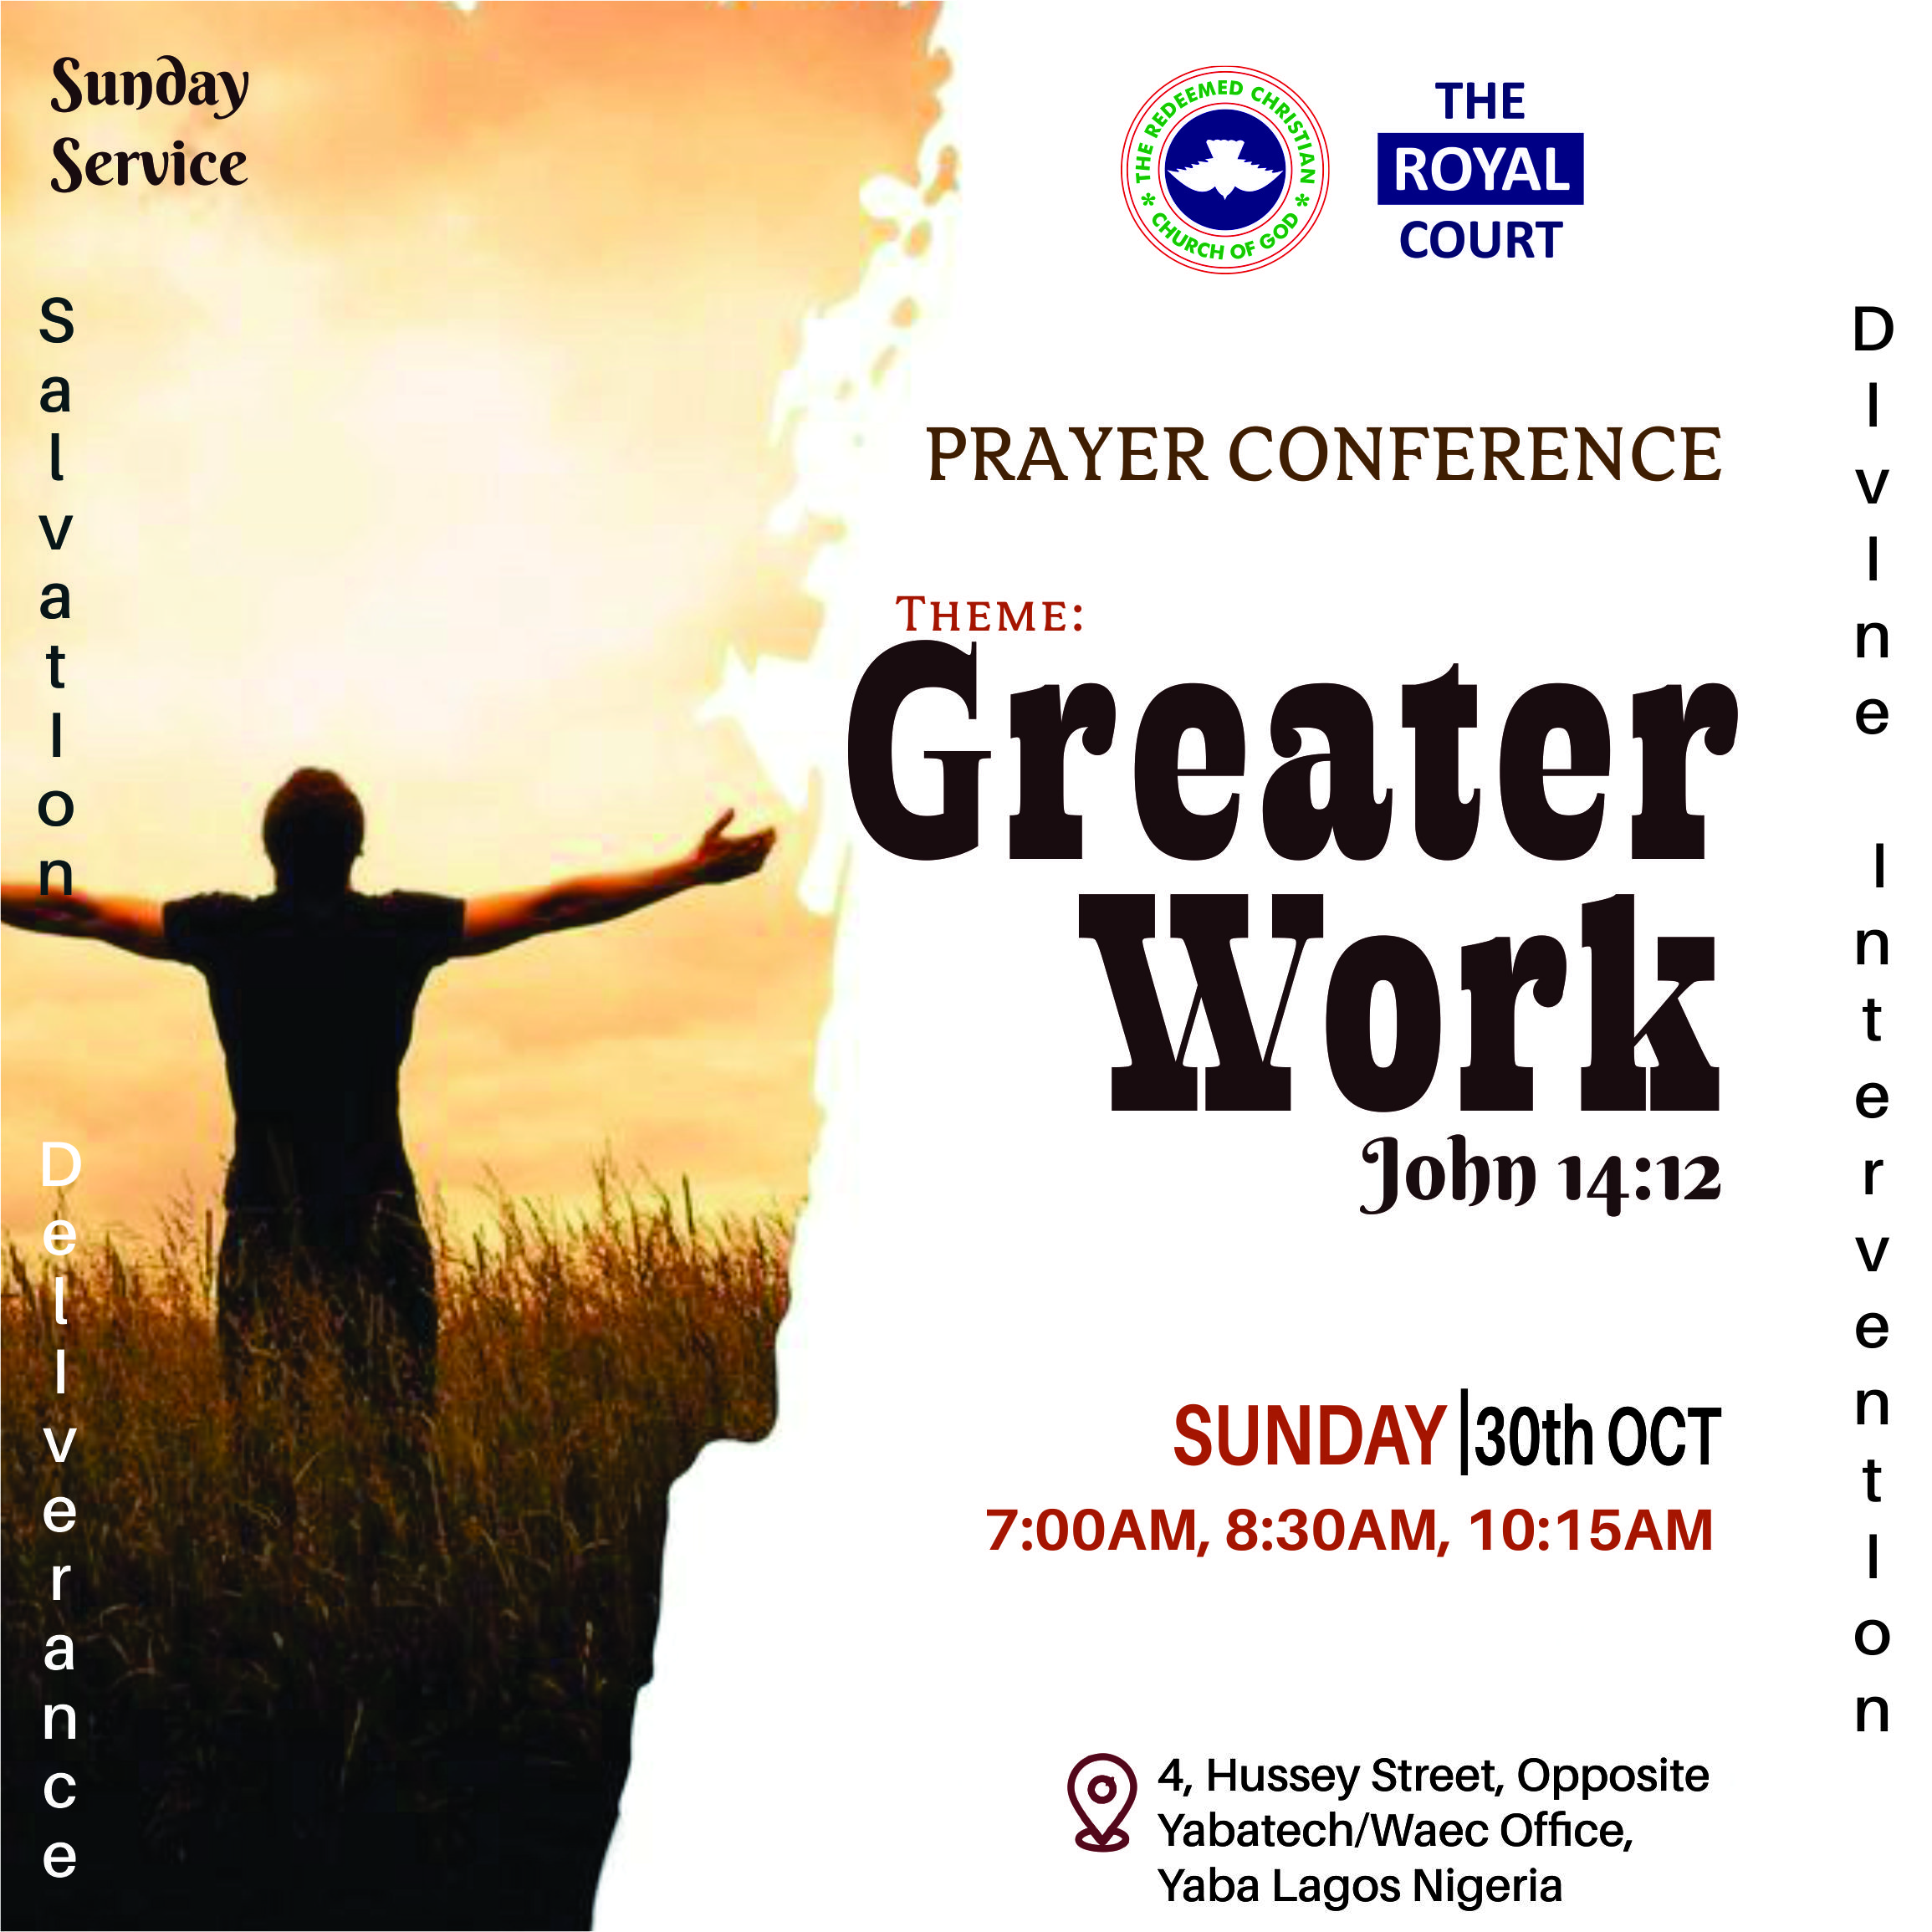 Sunday
Service
THE REDEEMED CHRISTIAN
* CHURCH OF GOD *
THE
ROYAL
COURT
SalvatIon
DelIverance
PRAYER CONFERENCE
THEME:
Greater
Work
John 14:12
SUNDAY |30th OCT
7:00AM, 8:30AM, 10:15AM
4, Hussey Street, Opposite
Yabatech/Waec Office,
Yaba Lagos Nigeria
DIvIne InterventIon